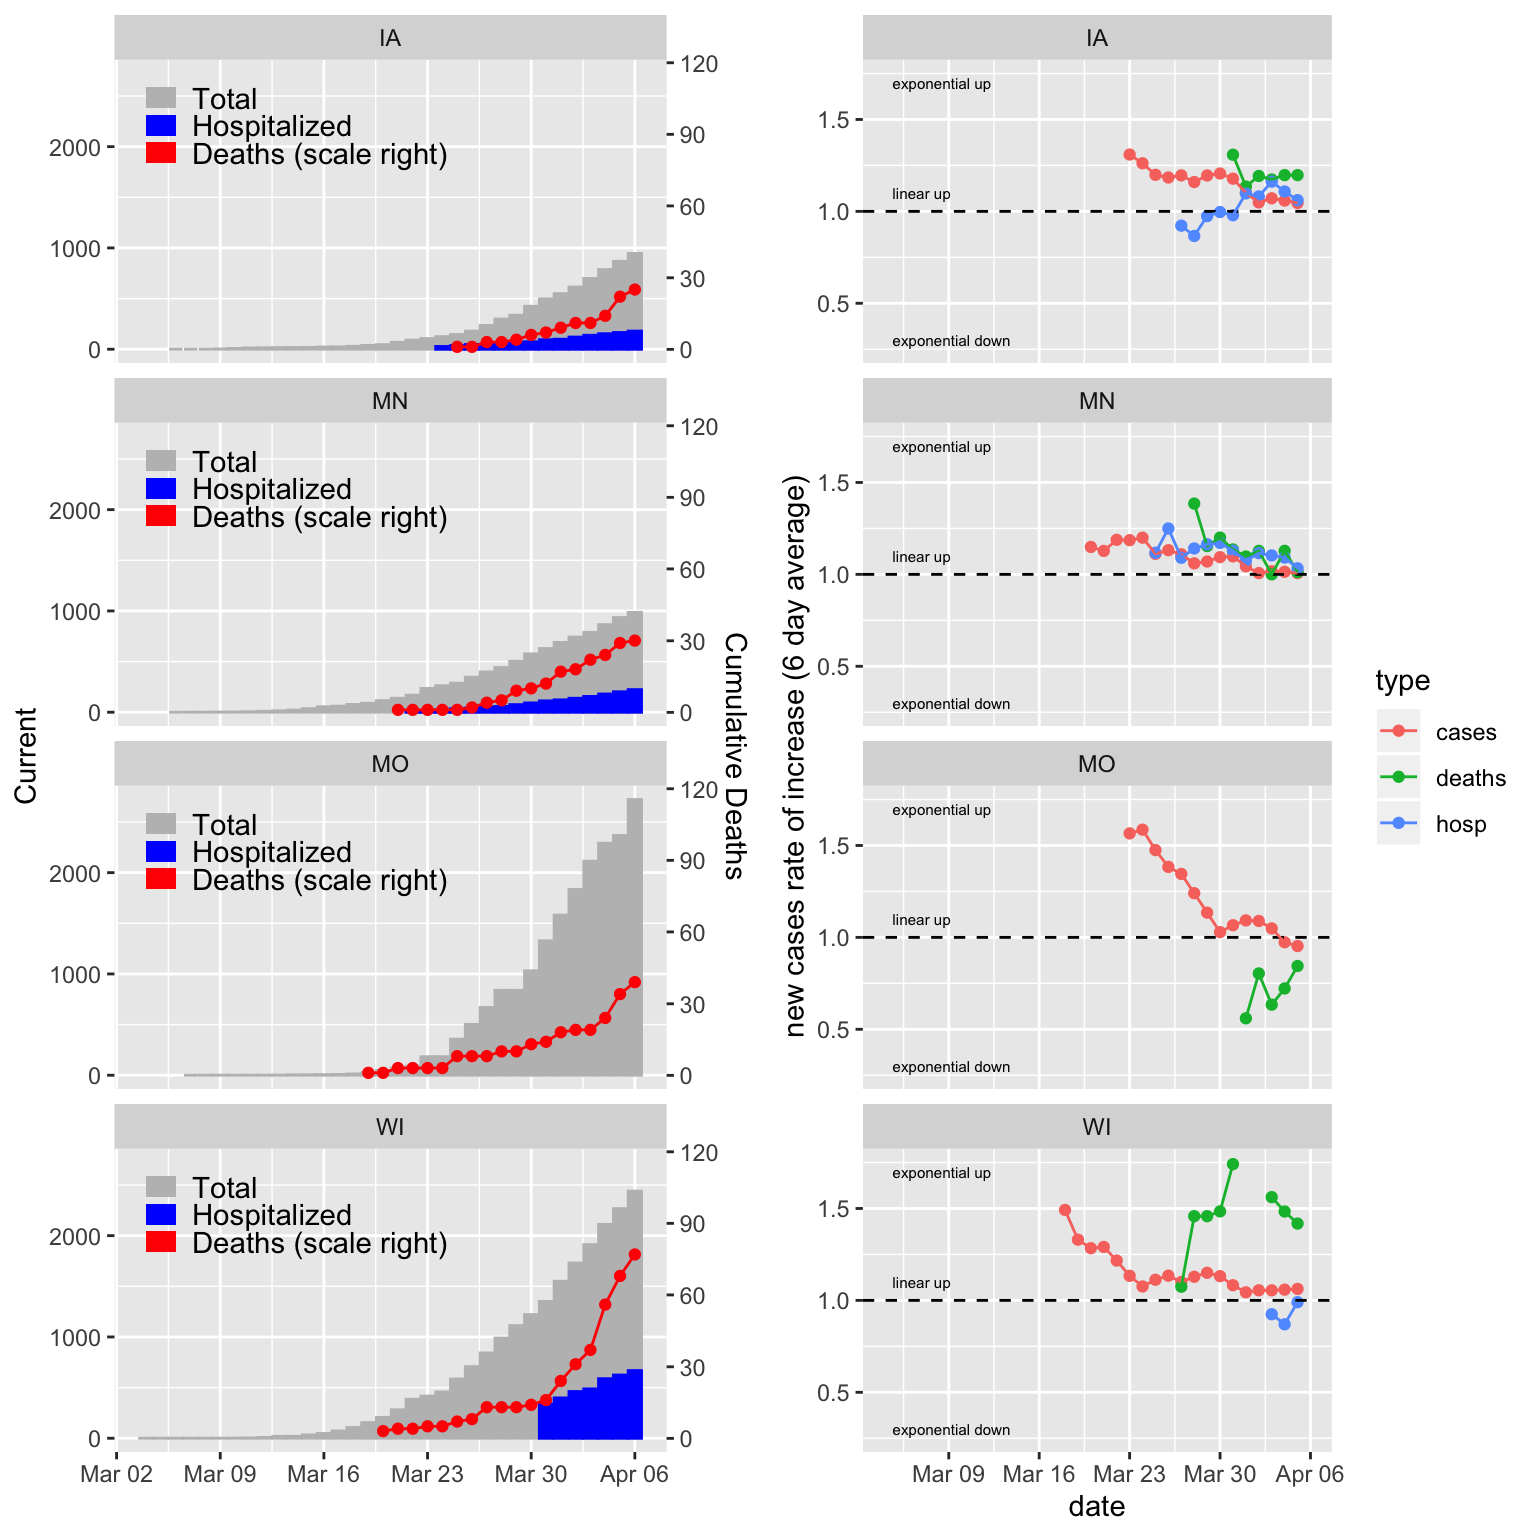 IA
Total
Hospitalized
Deaths (scale right)
0
1000
2000
0
30
60
90
120
MN
Total
Hospitalized
Deaths (scale right)
0
1000
2000
0
30
60
90
120
MO
Total
Hospitalized
Deaths (scale right)
0
1000
2000
0
30
60
90
120
WI
Total
Hospitalized
Deaths (scale right)
0
1000
2000
0
30
60
90
120
Mar 02
Mar 09
Mar 16
Mar 23
Mar 30
Apr 06
Current
Cumulative Deaths
IA
exponential up
linear up
exponential down
1.5
1.0
0.5
MN
exponential up
linear up
exponential down
1.5
1.0
0.5
MO
exponential up
linear up
exponential down
1.5
1.0
0.5
WI
exponential up
linear up
exponential down
1.5
1.0
0.5
Mar 09
Mar 16
Mar 23
Mar 30
Apr 06
date
new cases rate of increase (6 day average)
type
cases
deaths
hosp